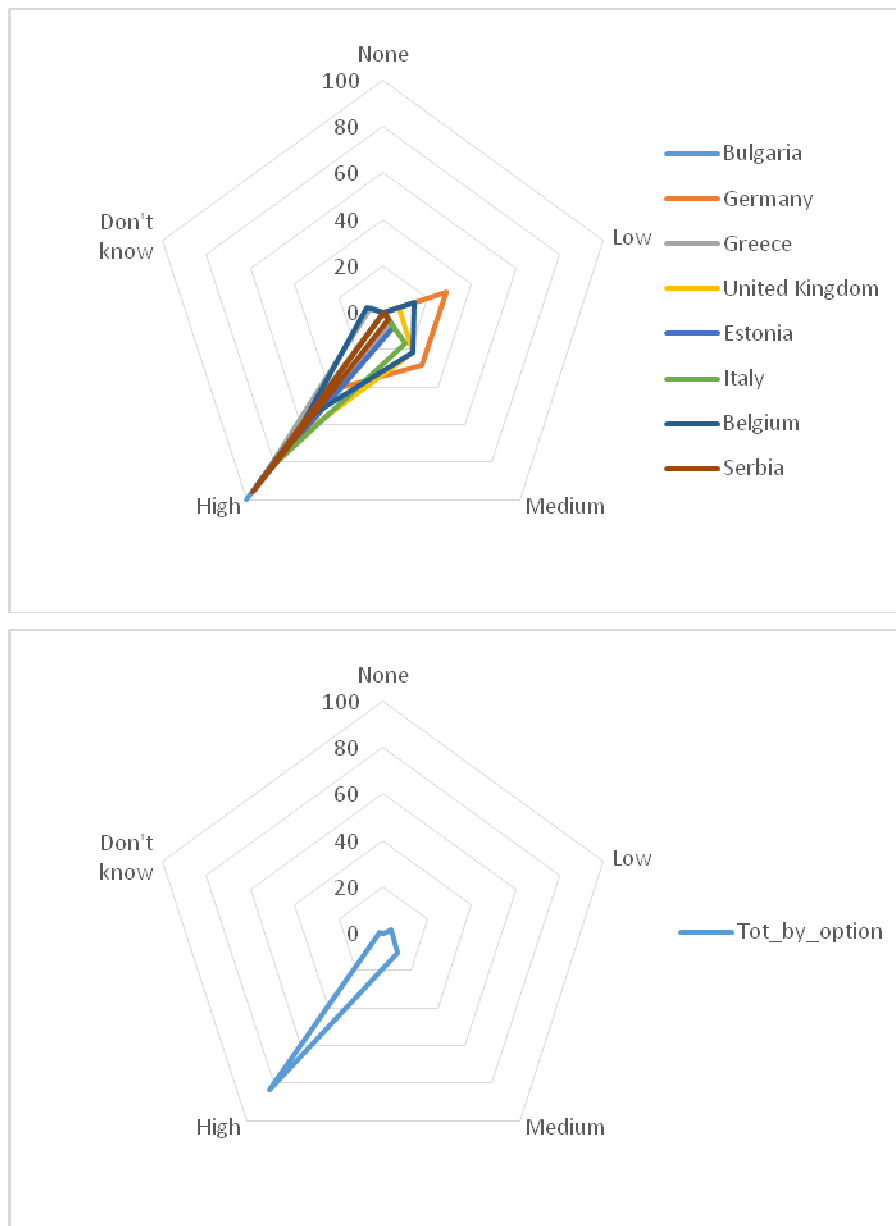 None
100
80
60
40
20
0
Don't
know
Low
High
Medium
Bulgaria
Germany
Greece
United Kingdom
Estonia
Italy
Belgium
Serbia
None
100
80
60
40
20
0
Don't
know
Low
High
Medium
Tot_by_option